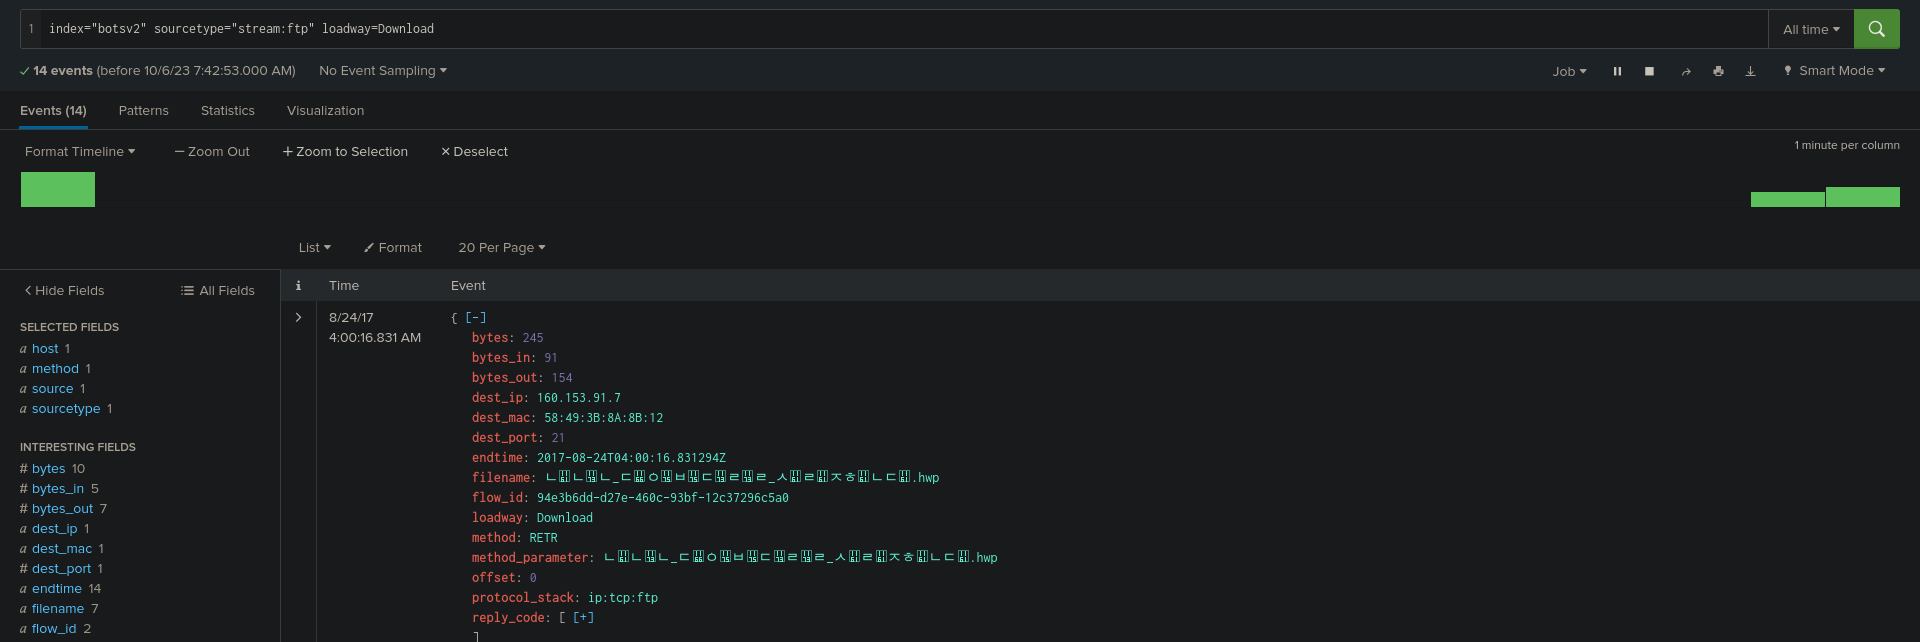 1 index="botsv2" sourcetype="stream:ftp" loadway=Download
All time
14 events (before 10/6/23 7:42:53.000 AM) No Event Sampling
Job Smart Mode
Events (14) Patterns Statistics Visualization
Format Timeline — Zoom Out + Zoom to Selection × Deselect
1 minute per column
List Format 20 Per Page
< Hide Fields All Fields
SELECTED FIELDS
a host 1
a method 1
a source 1
a sourcetype 1
INTERESTING FIELDS
# bytes 10
# bytes_in 5
# bytes_out 7
a dest_ip 1
a dest_mac 1
# dest_port 1
a endtime 14
a filename 7
a flow_id 2
i Time Event
> 8/24/17
4:00:16.831 AM
{ [-]
bytes: 245
bytes_in: 91
bytes_out: 154
dest_ip: 160.153.91.7
dest_mac: 58:49:3B:8A:8B:12
dest_port: 21
endtime: 2017-08-24T04:00:16.831294Z
filename: .hwp
flow_id: 94e3b6dd-d27e-460c-93bf-12c37296c5a0
loadway: Download
method: RETR
method_parameter: .hwp
offset: 0
protocol_stack: ip:tcp:ftp
reply_code: [ [+]
]